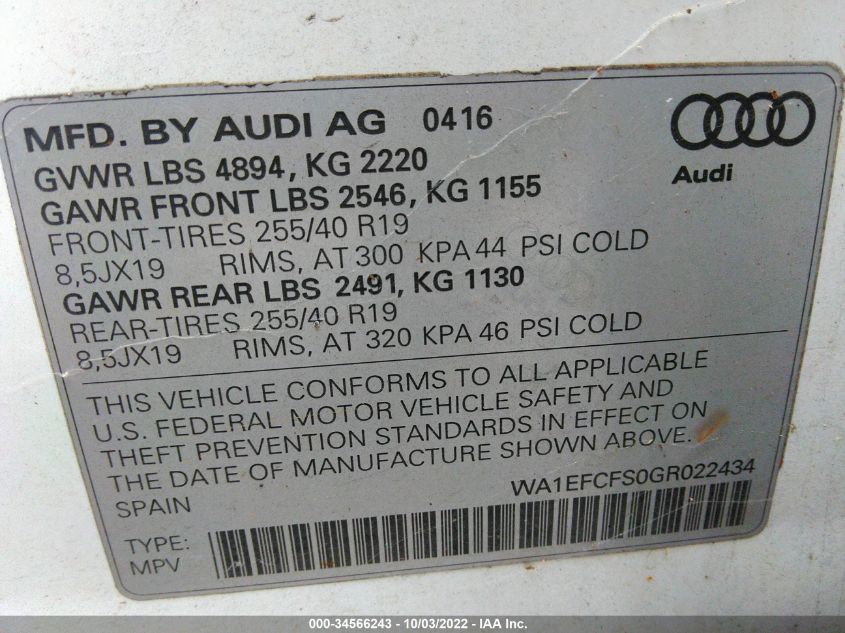 MFD. BY AUDI AG 0416
Audi
GVWR LBS 4894, KG 2220
GAWR FRONT LBS 2546, KG 1155
FRONT-TIRES 255/40 R19
8,5JX19 RIMS, AT 300 KPA 44 PSI COLD
GAWR REAR LBS 2491, KG 1130
REAR-TIRES 255/40 R19
8,5JX19 RIMS, AT 320 KPA 46 PSI COLD
THIS VEHICLE CONFORMS TO ALL APPLICABLE
U.S. FEDERAL MOTOR VEHICLE SAFETY AND
THEFT PREVENTION STANDARDS IN EFFECT ON
THE DATE OF MANUFACTURE SHOWN ABOVE.
SPAIN WA1EFCFS0GR022434
TYPE:
MPV
000-34566243 - 10/03/2022 - IAA Inc.